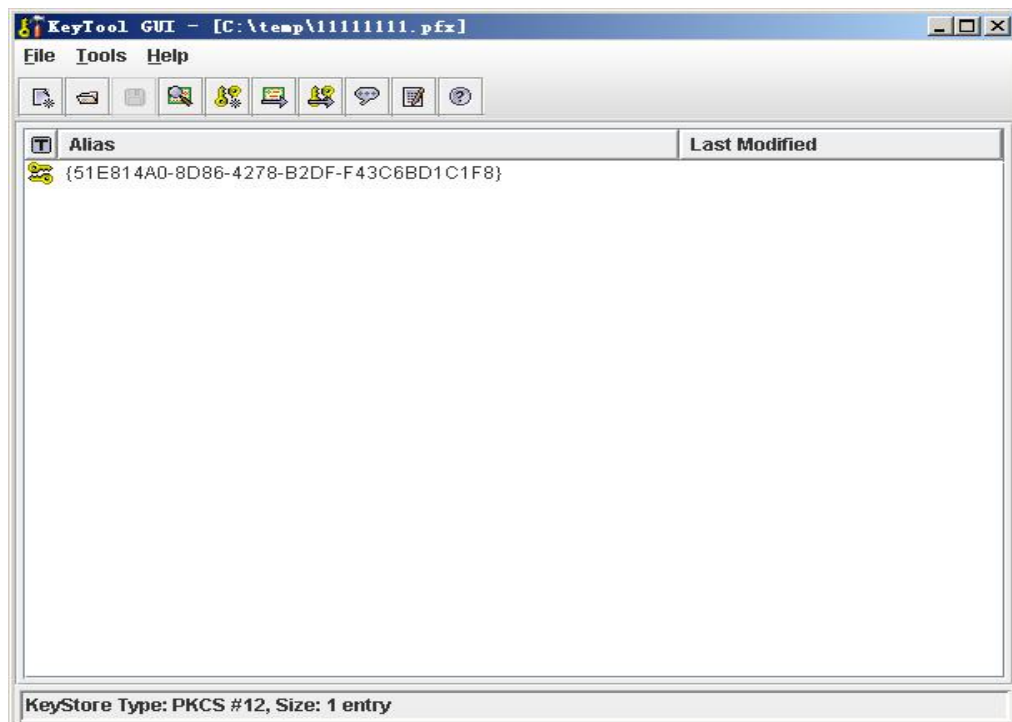 KeyTool GUI - [C:\temp\11111111.pfx]
File Tools Help
T Alias Last Modified
{51E814A0-8D86-4278-B2DF-F43C6BD1C1F8}
KeyStore Type: PKCS #12, Size: 1 entry